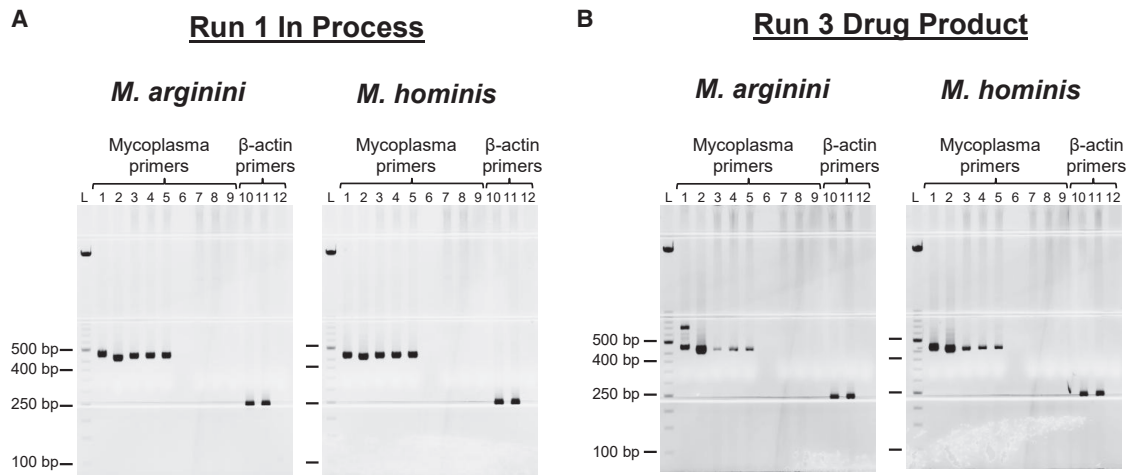 A
Run 1 In Process
M. arginini
M. hominis
Mycoplasma primers
β-actin primers
Mycoplasma primers
β-actin primers
L 1 2 3 4 5 6 7 8 9 10 11 12
L 1 2 3 4 5 6 7 8 9 10 11 12
500 bp
400 bp
250 bp
100 bp
B
Run 3 Drug Product
M. arginini
M. hominis
Mycoplasma primers
β-actin primers
Mycoplasma primers
β-actin primers
L 1 2 3 4 5 6 7 8 9 10 11 12
L 1 2 3 4 5 6 7 8 9 10 11 12
500 bp
400 bp
250 bp
100 bp